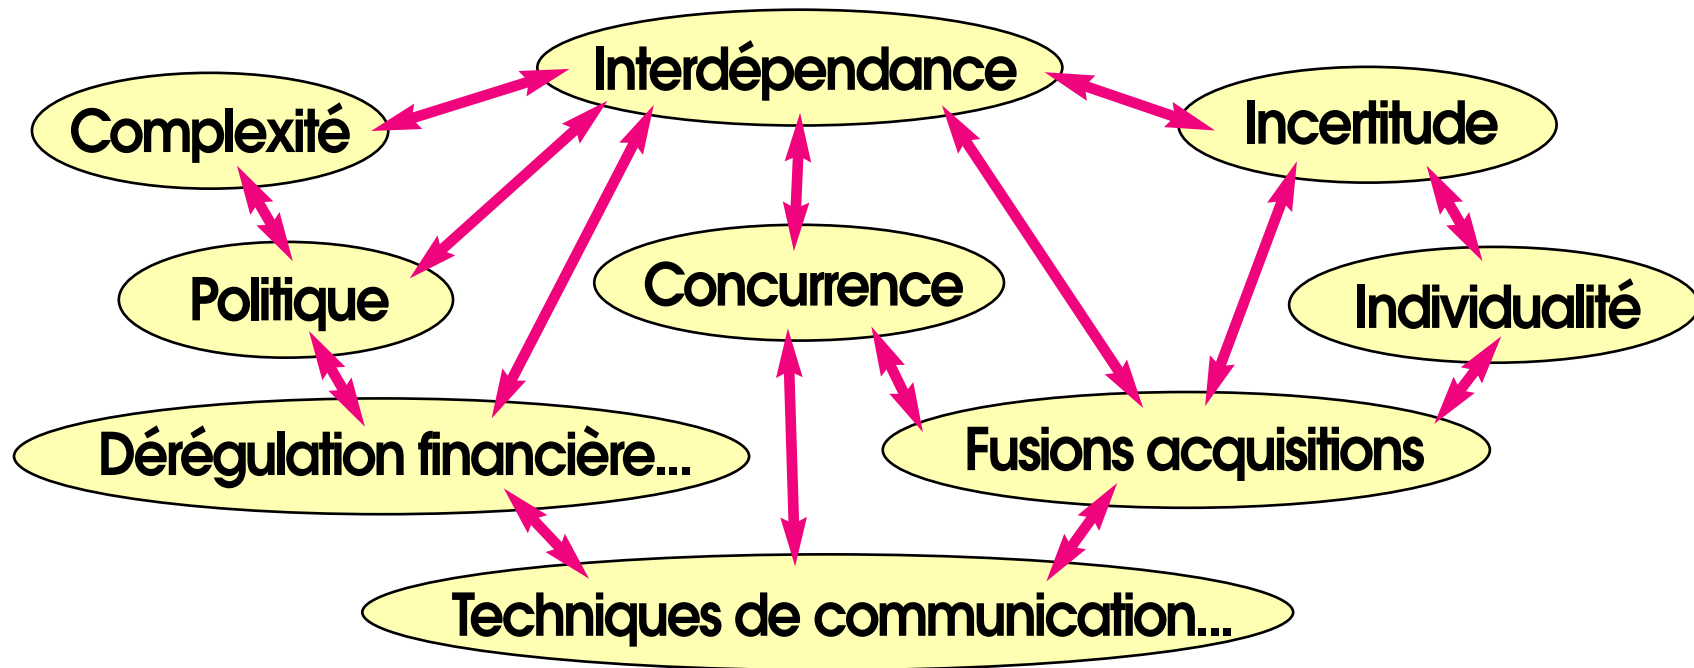 Interdépendance
Complexité
Incertitude
Politique
Concurrence
Individualité
Dérégulation financière...
Fusions acquisitions
Techniques de communication...